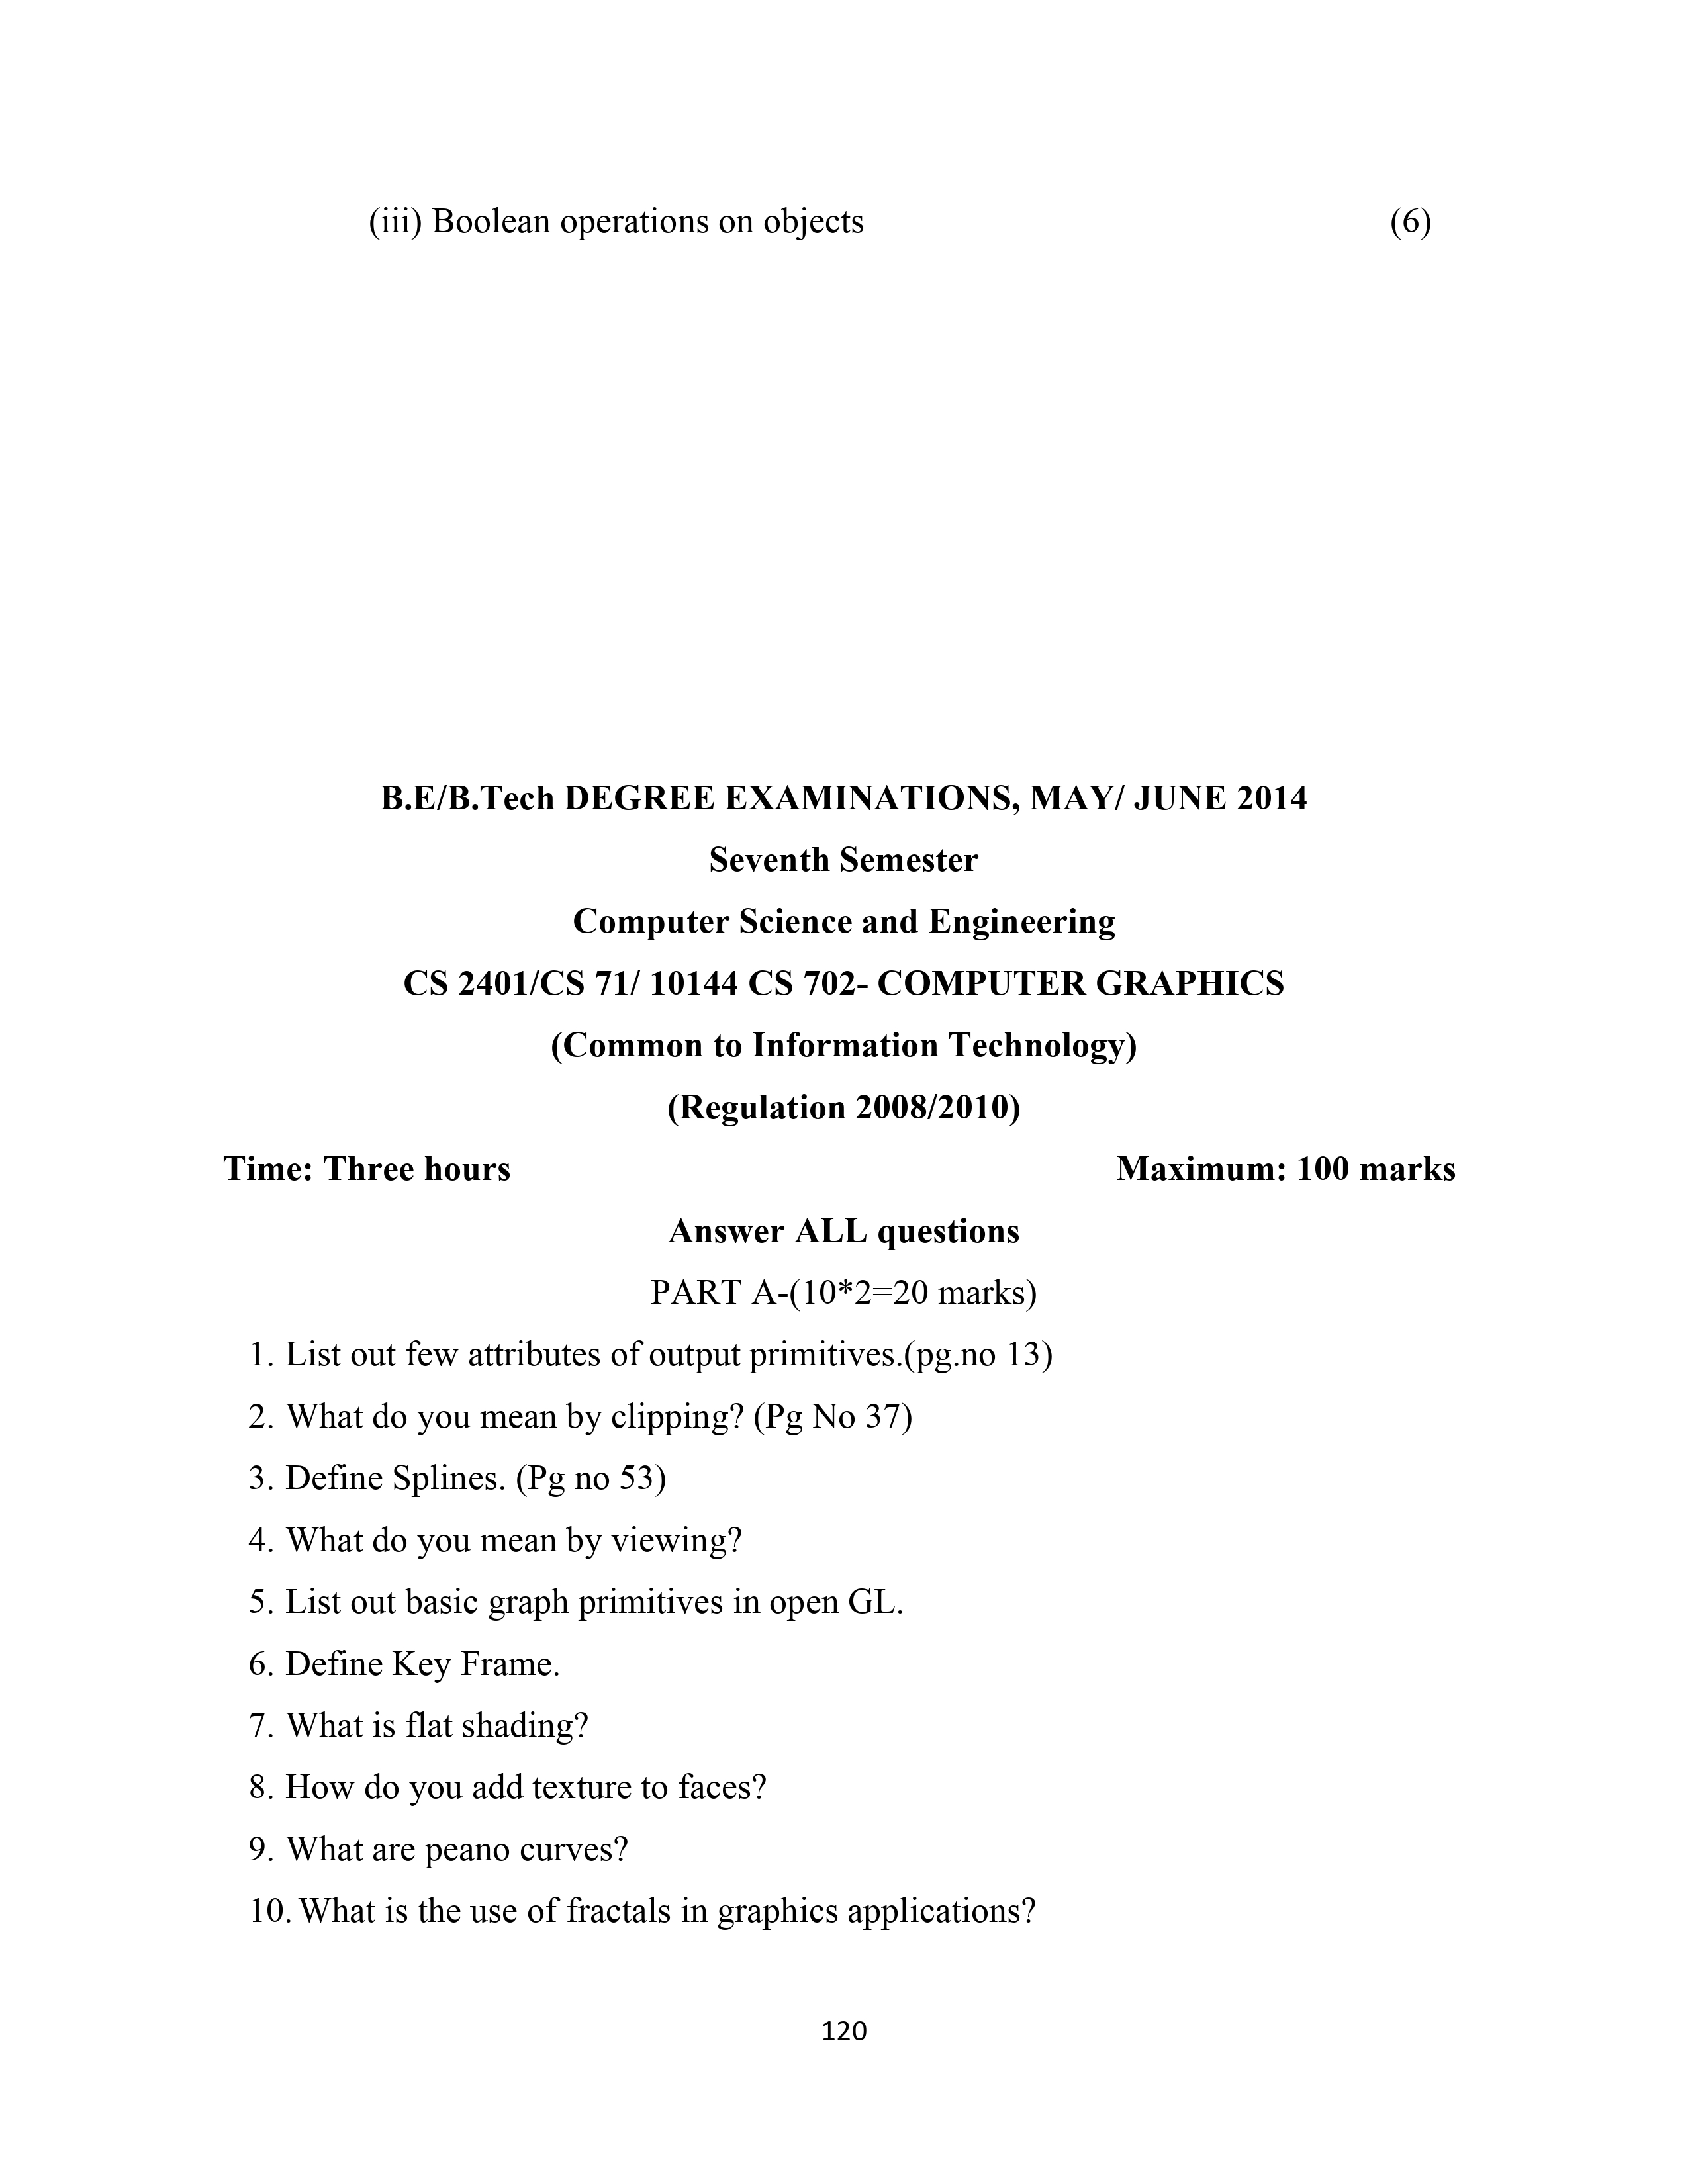 (iii) Boolean operations on objects (6)
B.E/B.Tech DEGREE EXAMINATIONS, MAY/ JUNE 2014
Seventh Semester
Computer Science and Engineering
CS 2401/CS 71/ 10144 CS 702- COMPUTER GRAPHICS
(Common to Information Technology)
(Regulation 2008/2010)
Time: Three hours Maximum: 100 marks
Answer ALL questions
PART A-(10*2=20 marks)
1. List out few attributes of output primitives.(pg.no 13)
2. What do you mean by clipping? (Pg No 37)
3. Define Splines. (Pg no 53)
4. What do you mean by viewing?
5. List out basic graph primitives in open GL.
6. Define Key Frame.
7. What is flat shading?
8. How do you add texture to faces?
9. What are peano curves?
10. What is the use of fractals in graphics applications?
120